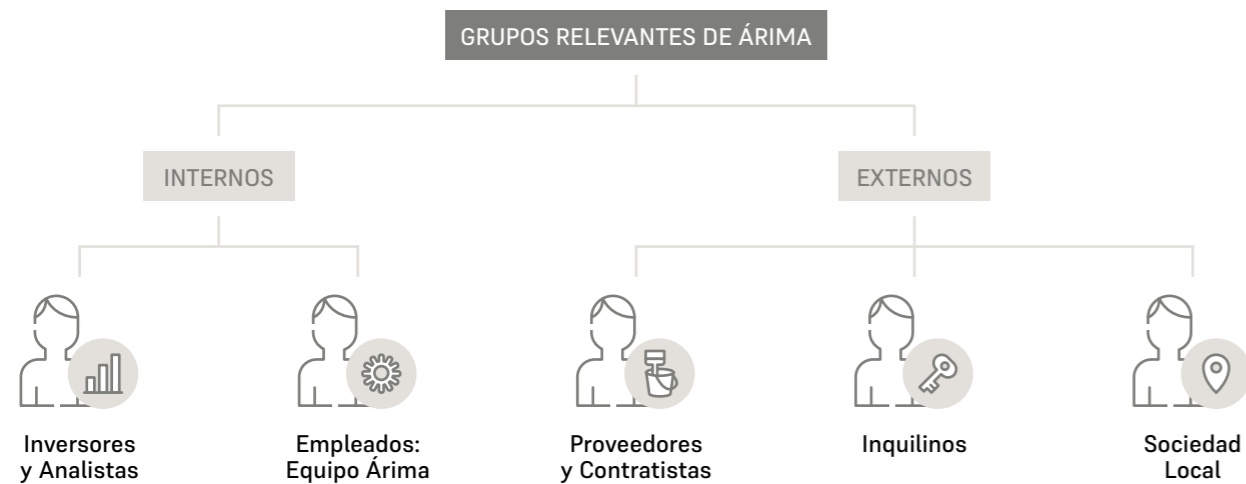 GRUPOS RELEVANTES DE ÁRIMA
INTERNOS
EXTERNOS
Inversores
y Analistas
Empleados:
Equipo Árima
Proveedores
y Contratistas
Inquilinos
Sociedad
Local